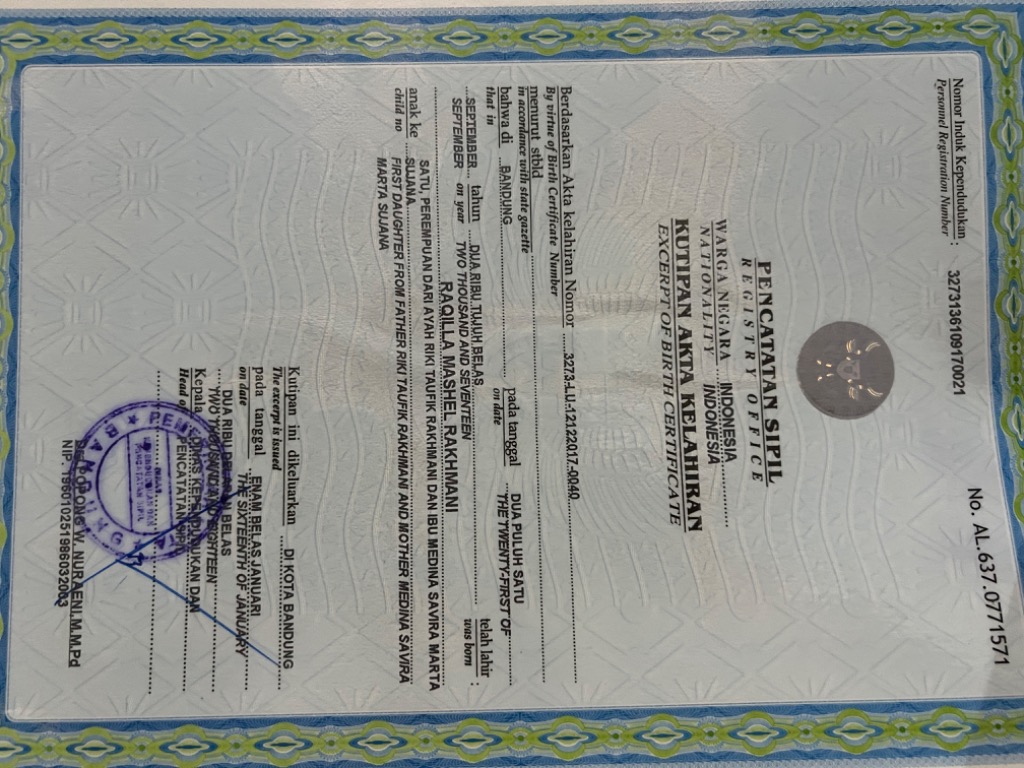 Nomor Induk Kependudukan : 3273136109170021
Personnel Registration Number
No. AL.637.0771571
PENCATATAN SIPIL
REGISTRY OFFICE
WARGA NEGARA INDONESIA
NATIONALITY INDONESIA
KUTIPAN AKTA KELAHIRAN
EXCERPT OF BIRTH CERTIFICATE
Berdasarkan Akta kelahiran Nomor 3273-LU-12122017-0040
By virtue of Birth Certificate Number
menurut stbld
in accordance with state gazette
bahwa di BANDUNG pada tanggal DUA PULUH SATU
that in on date THE TWENTY-FIRST OF
SEPTEMBER tahun DUA RIBU TUJUH BELAS telah lahir :
SEPTEMBER on year TWO THOUSAND AND SEVENTEEN was born
RAQILLA MASHEL RAKHMANI
anak ke SATU, PEREMPUAN DARI AYAH RIKI TAUFIK RAKHMANI DAN IBU MEDINA SAVIRA MARTA
SUJANA
child no FIRST DAUGHTER FROM FATHER RIKI TAUFIK RAKHMANI AND MOTHER MEDINA SAVIRA
MARTA SUJANA
Kutipan ini dikeluarkan DI KOTA BANDUNG
The excerpt is issued
pada tanggal ENAM BELAS JANUARI
on date THE SIXTEENTH OF JANUARY
DUA RIBU DELAPAN BELAS
TWO THOUSAND AND EIGHTEEN
Kepala DINAS KEPENDUDUKAN DAN
Head of PENCATATAN SIPIL
POPONG W. NURAENI.M.M.Pd
NIP. 196010251986032003